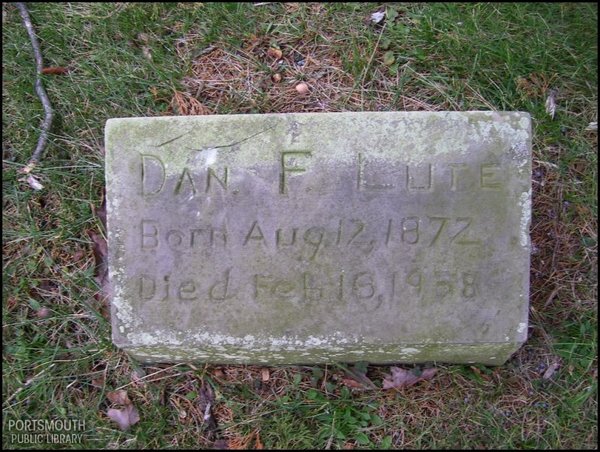 DAN. F. LUTE
Born Aug. 12, 1872
Died Feb. 16, 1958
PORTSMOUTH
PUBLIC LIBRARY